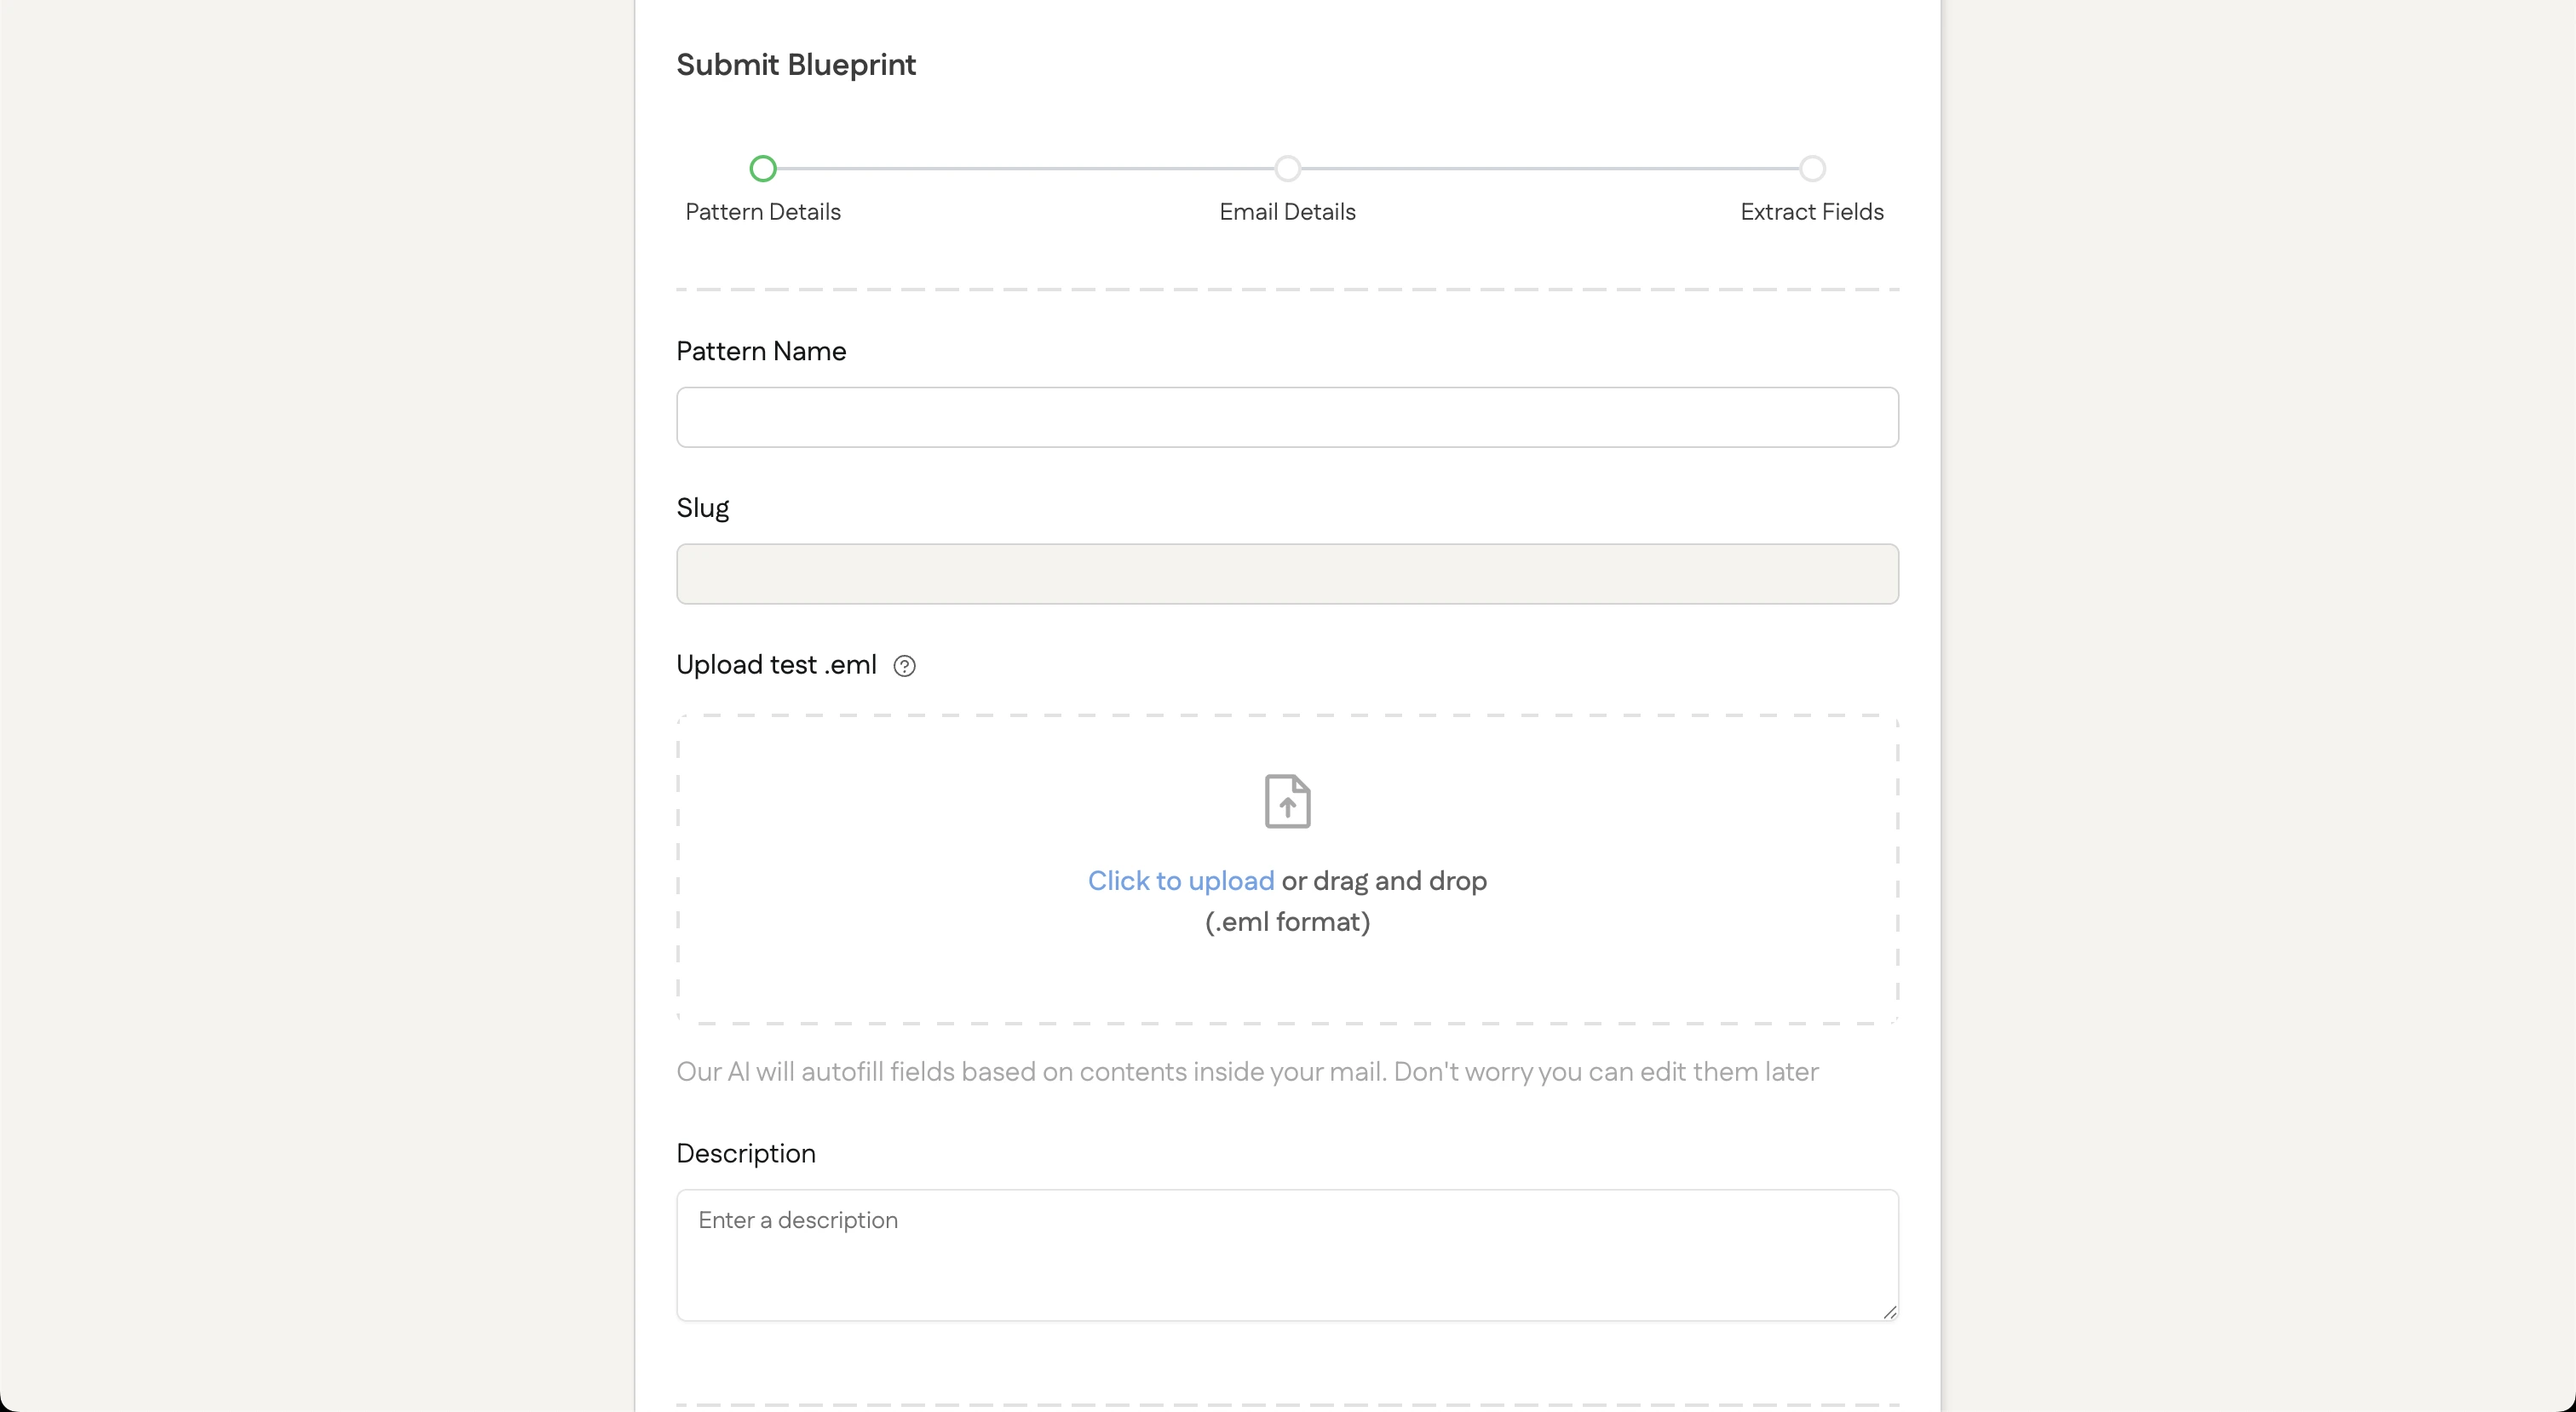 Submit Blueprint
Pattern Details
Email Details
Extract Fields
Pattern Name
Slug
Upload test .eml
Click to upload or drag and drop
(.eml format)
Our AI will autofill fields based on contents inside your mail. Don't worry you can edit them later
Description
Enter a description